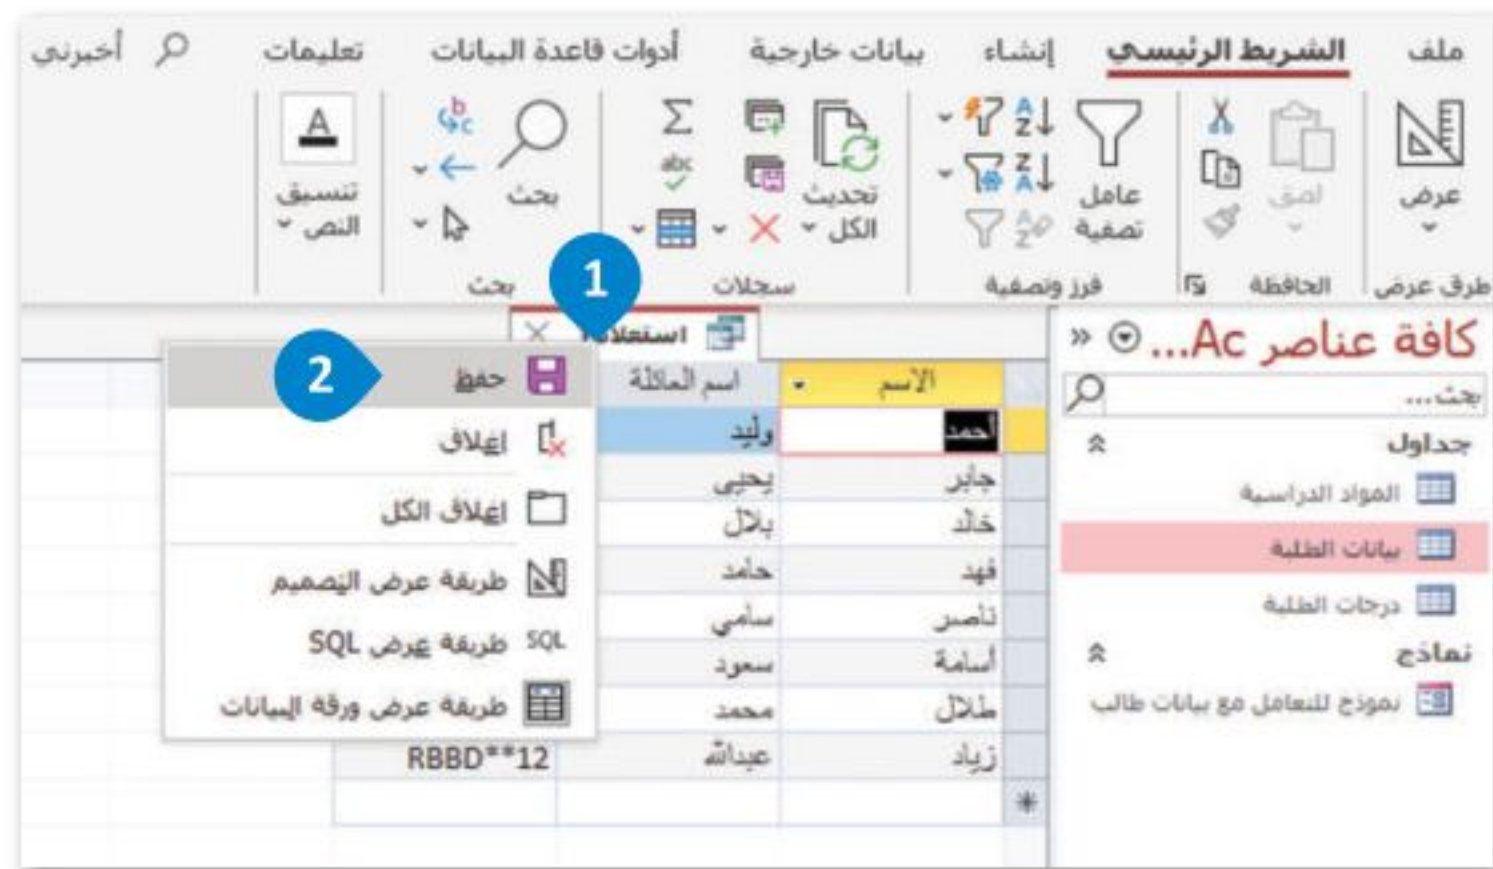 ملف الشريط الرئيسي إنشاء بيانات خارجية أدوات قاعدة البيانات تعليمات أخبرني
عرض
لصق
عامل تصفية
تحديث الكل
بحث
تنسيق النص
طرق عرض الحافظة فرز وتصفية سجلات بحث
A
Z
Z
A
abc
b
c
A
1
كافة عناصر Ac...
بحث...
جداول
المواد الدراسية
بيانات الطلبة
درجات الطلبة
نماذج
نموذج للتعامل مع بيانات طالب
الاسم اسم العائلة
أحمد وليد
جابر يحيى
خالد بلال
فهد حامد
ناصر سامي
أسامة سعود
طلال محمد
زياد عبدالله RBBD**12
2
حفظ
إغلاق
إغلاق الكل
طريقة عرض التصميم
SQL طريقة عرض SQL
طريقة عرض ورقة البيانات